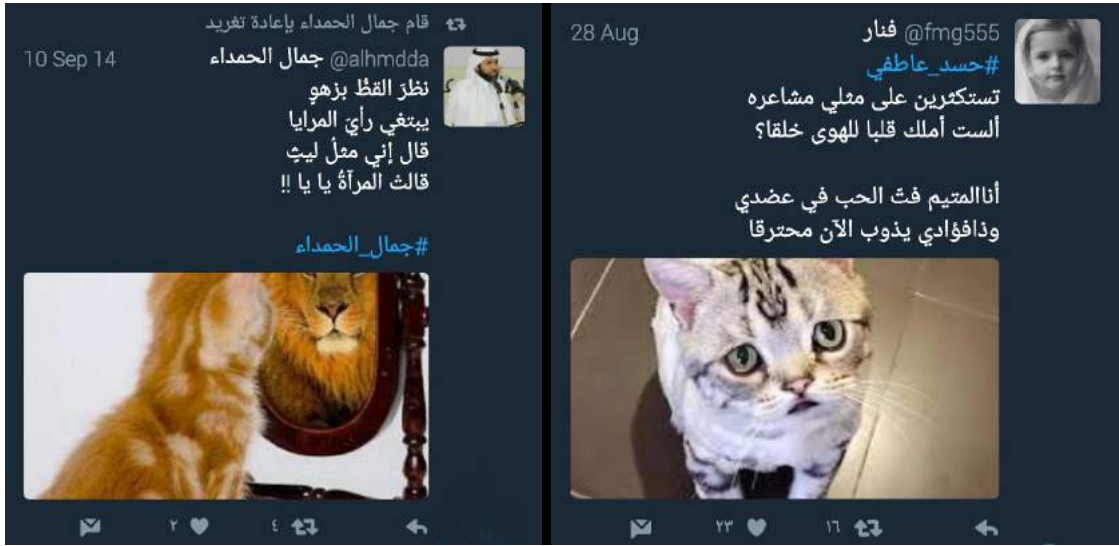 قام جمال الحمداء بإعادة تغريد
جمال الحمداء @alhmdda 10 Sep 14
نظرَ القطُّ بزهوٍ
يبتغي رأيَ المرايا
قال إني مثلُ ليثٍ
قالتْ المرآةُ يا يا !!
#جمال_الحمداء
٤ ٢
فنار @fmg555 28 Aug
#حسد_عاطفي
تستكثرين على مثلي مشاعره
ألست أملك قلبا للهوى خلقا؟
أناالمتيم فتّ الحب في عضدي
وذافؤادي يذوب الآن محترقا
١٦ ٢٣